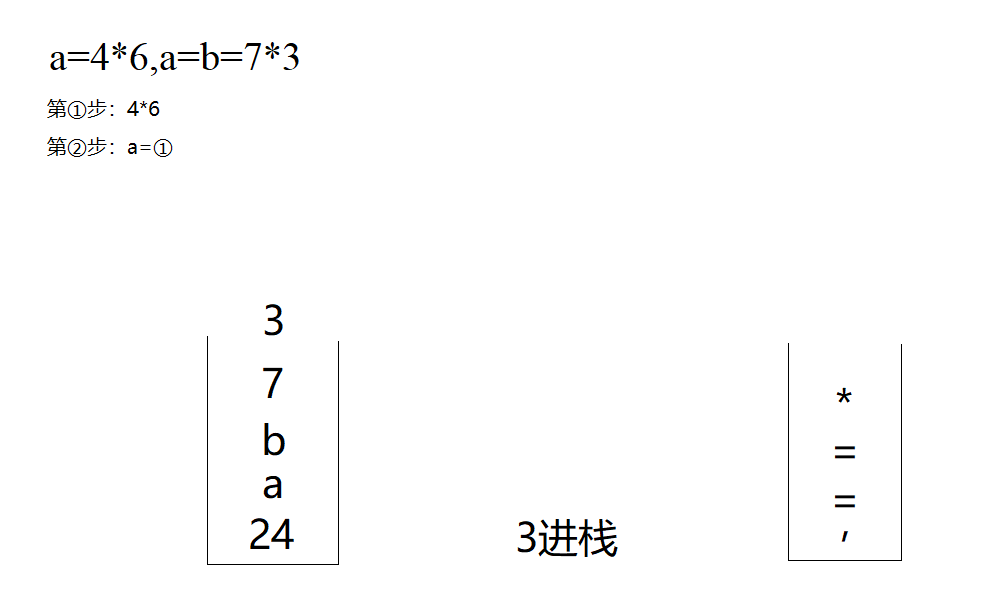 a=4*6,a=b=7*3
第①步：4*6
第②步：a=①
3
7
*
b
=
a
=
24
3进栈
,